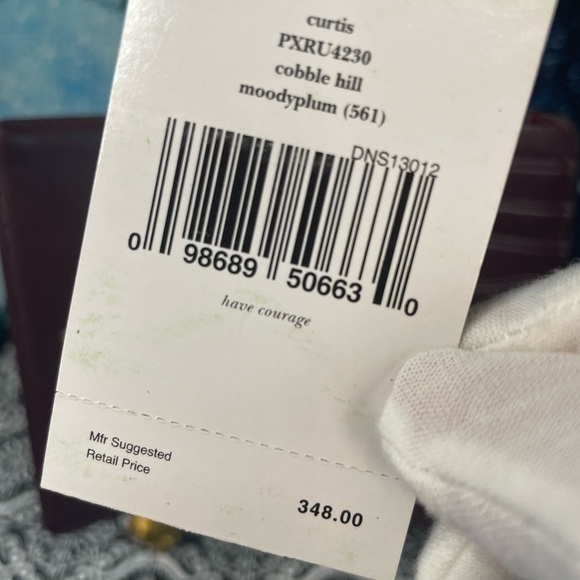 curtis
PXRU4230
cobble hill
moodyplum (561)
DNS13012
0 98689 50663 0
have courage
Mfr Suggested
Retail Price
348.00